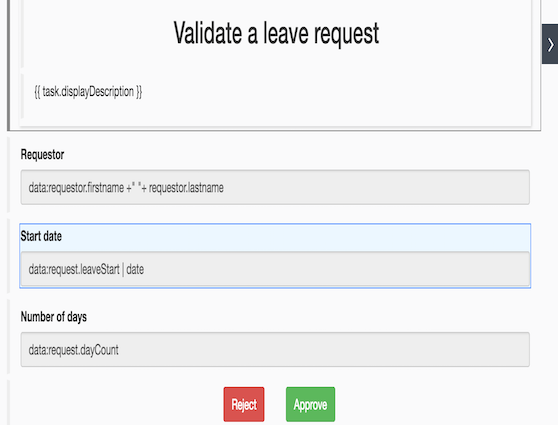 Validate a leave request
{{ task.displayDescription }}
Requestor
data:requestor.firstname +" "+ requestor.lastname
Start date
data:request.leaveStart | date
Number of days
data:request.dayCount
Reject Approve